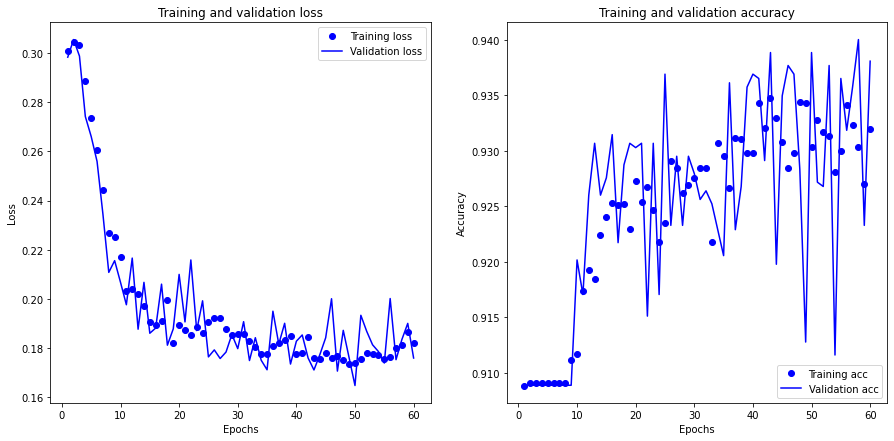 Training and validation loss
Training loss
Validation loss
0.30
0.28
0.26
0.24
0.22
0.20
0.18
0.16
Loss
0
10
20
30
40
50
60
Epochs
Training and validation accuracy
0.940
0.935
0.930
0.925
0.920
0.915
0.910
Accuracy
Training acc
Validation acc
0
10
20
30
40
50
60
Epochs